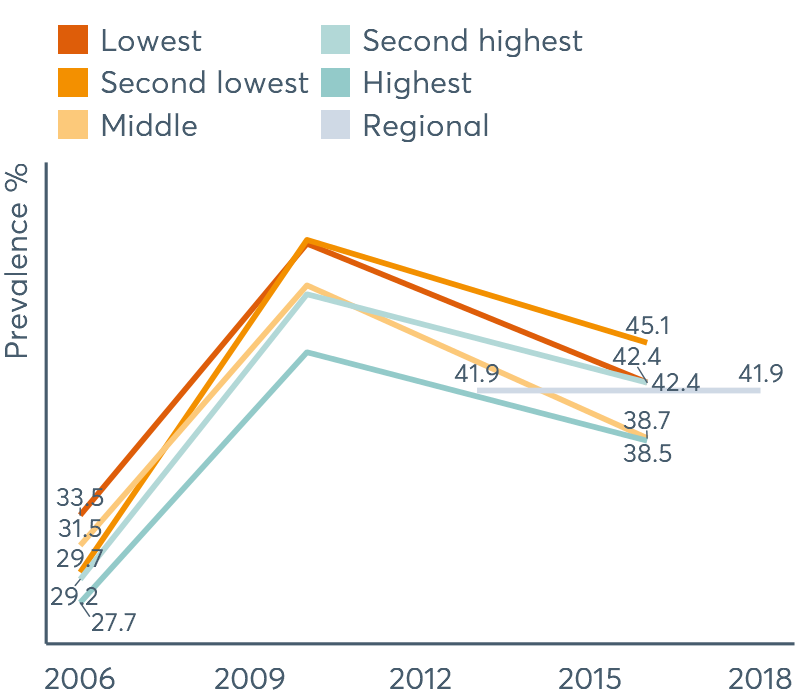 Lowest
Second highest
Second lowest
Highest
Middle
Regional
Prevalence %
45.1
42.4
41.9
42.4
41.9
38.7
38.5
33.5
31.5
29.7
29.2
27.7
2006
2009
2012
2015
2018